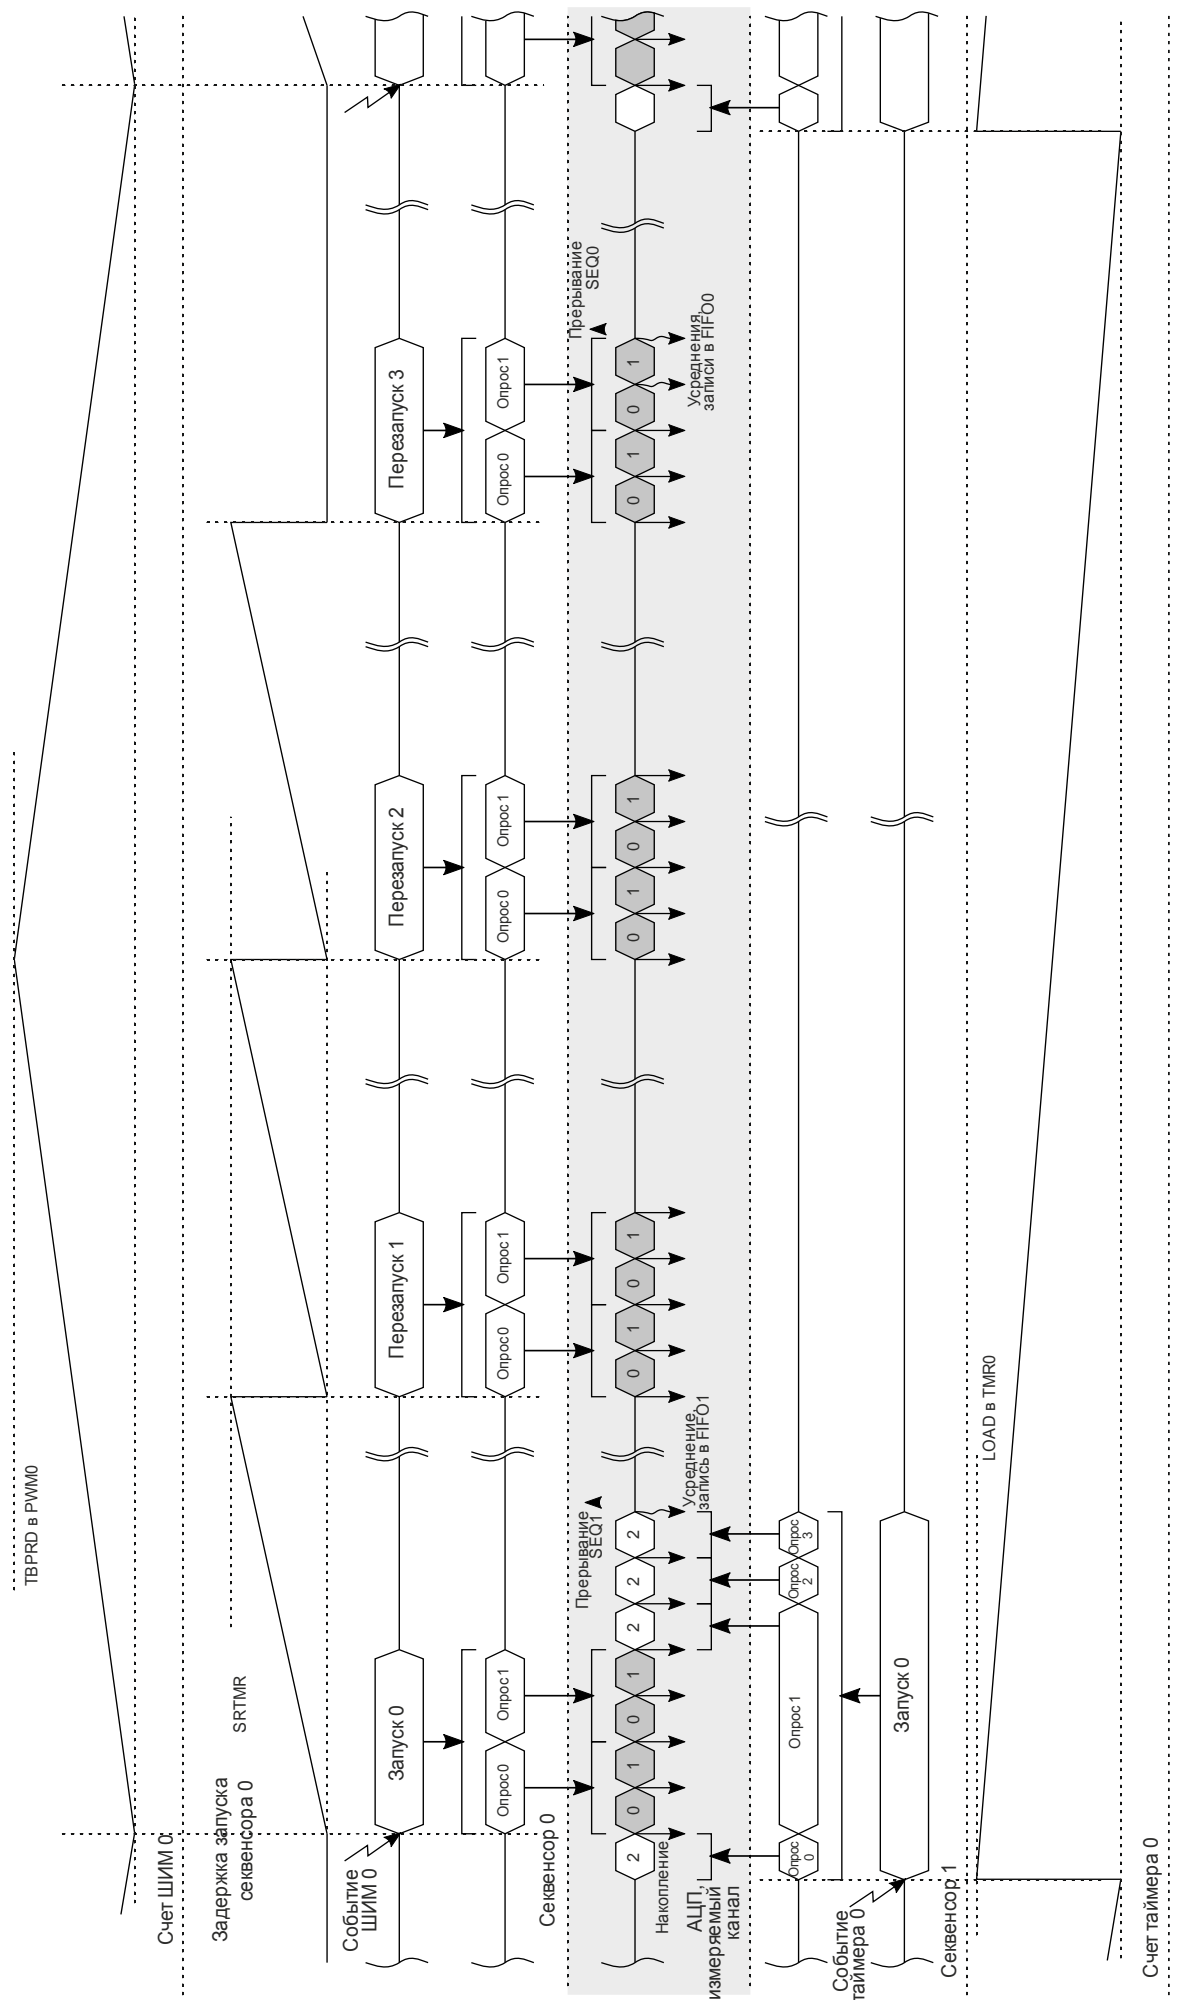 Счет ШИМ 0
TBPRD в PWM0
Задержка запуска
секвенсора 0
SRTMR
Событие
ШИМ 0
Запуск 0
Перезапуск 1
Перезапуск 2
Перезапуск 3
Секвенсор 0
Опрос 0
Опрос 1
Опрос 0
Опрос 1
Опрос 0
Опрос 1
Опрос 0
Опрос 1
Прерывание
SEQ1
Прерывание
SEQ0
Накопление
2
0
1
0
1
2
2
2
0
1
0
1
0
1
0
1
0
1
0
1
АЦП,
измеряемый
канал
Усреднение,
запись в FIFO1
Усреднения,
записи в FIFO0
Опрос
0
Опрос 1
Опрос
2
Опрос
3
Событие
таймера 0
Запуск 0
Секвенсор 1
LOAD в TMR0
Счет таймера 0